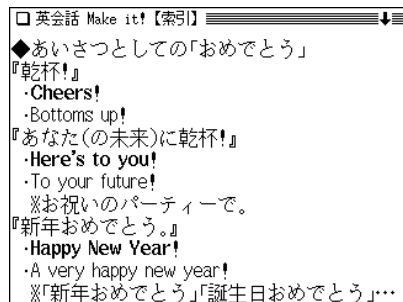 英会話 Make it!【索引】
◆あいさつとしての「おめでとう」
『乾杯!』
·Cheers!
·Bottoms up!
『あなた(の未来)に乾杯!』
·Here's to you!
·To your future!
※お祝いのパーティーで。
『新年おめでとう。』
·Happy New Year!
·A very happy new year!
※「新年おめでとう」「誕生日おめでとう」…